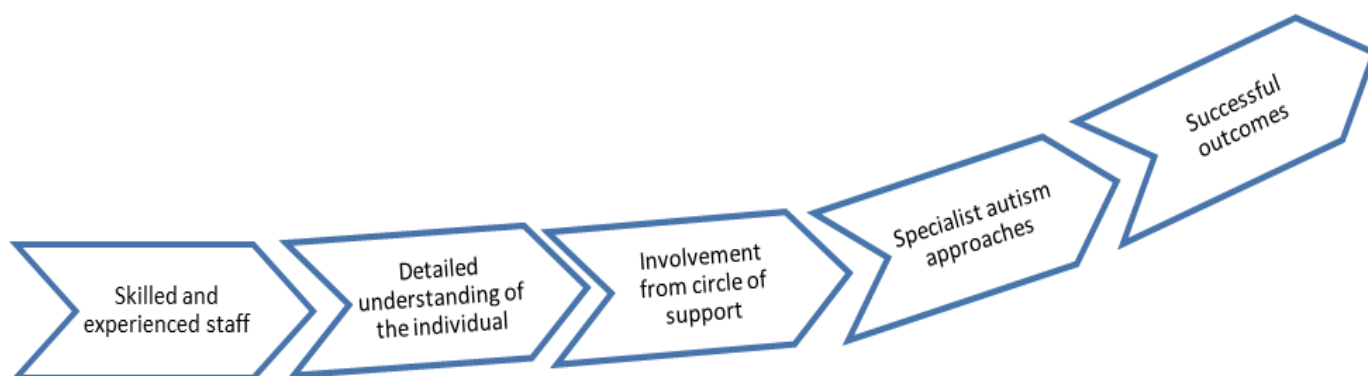 Skilled and
experienced staff
Detailed
understanding of
the individual
Involvement
from circle of
support
Specialist autism
approaches
Successful
outcomes